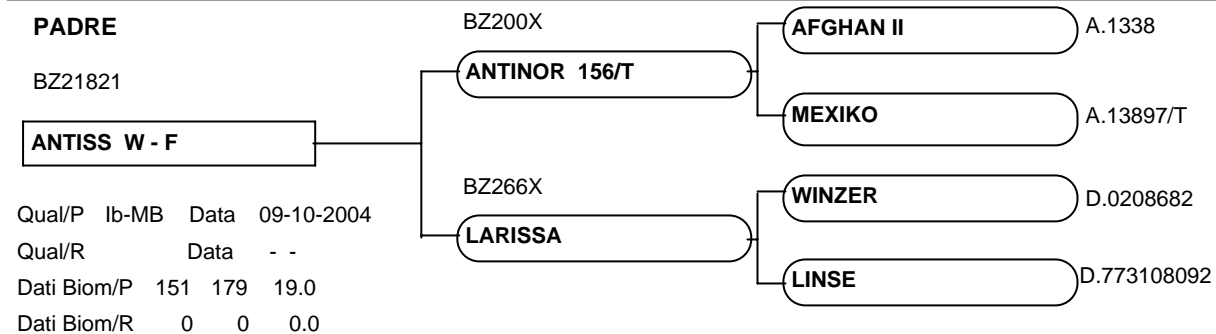 PADRE
BZ21821
ANTISS W - F
Qual/P Ib-MB Data 09-10-2004
Qual/R Data - -
Dati Biom/P 151 179 19.0
Dati Biom/R 0 0 0.0
BZ200X
ANTINOR 156/T
BZ266X
LARISSA
AFGHAN II A.1338
MEXIKO A.13897/T
WINZER D.0208682
LINSE D.773108092